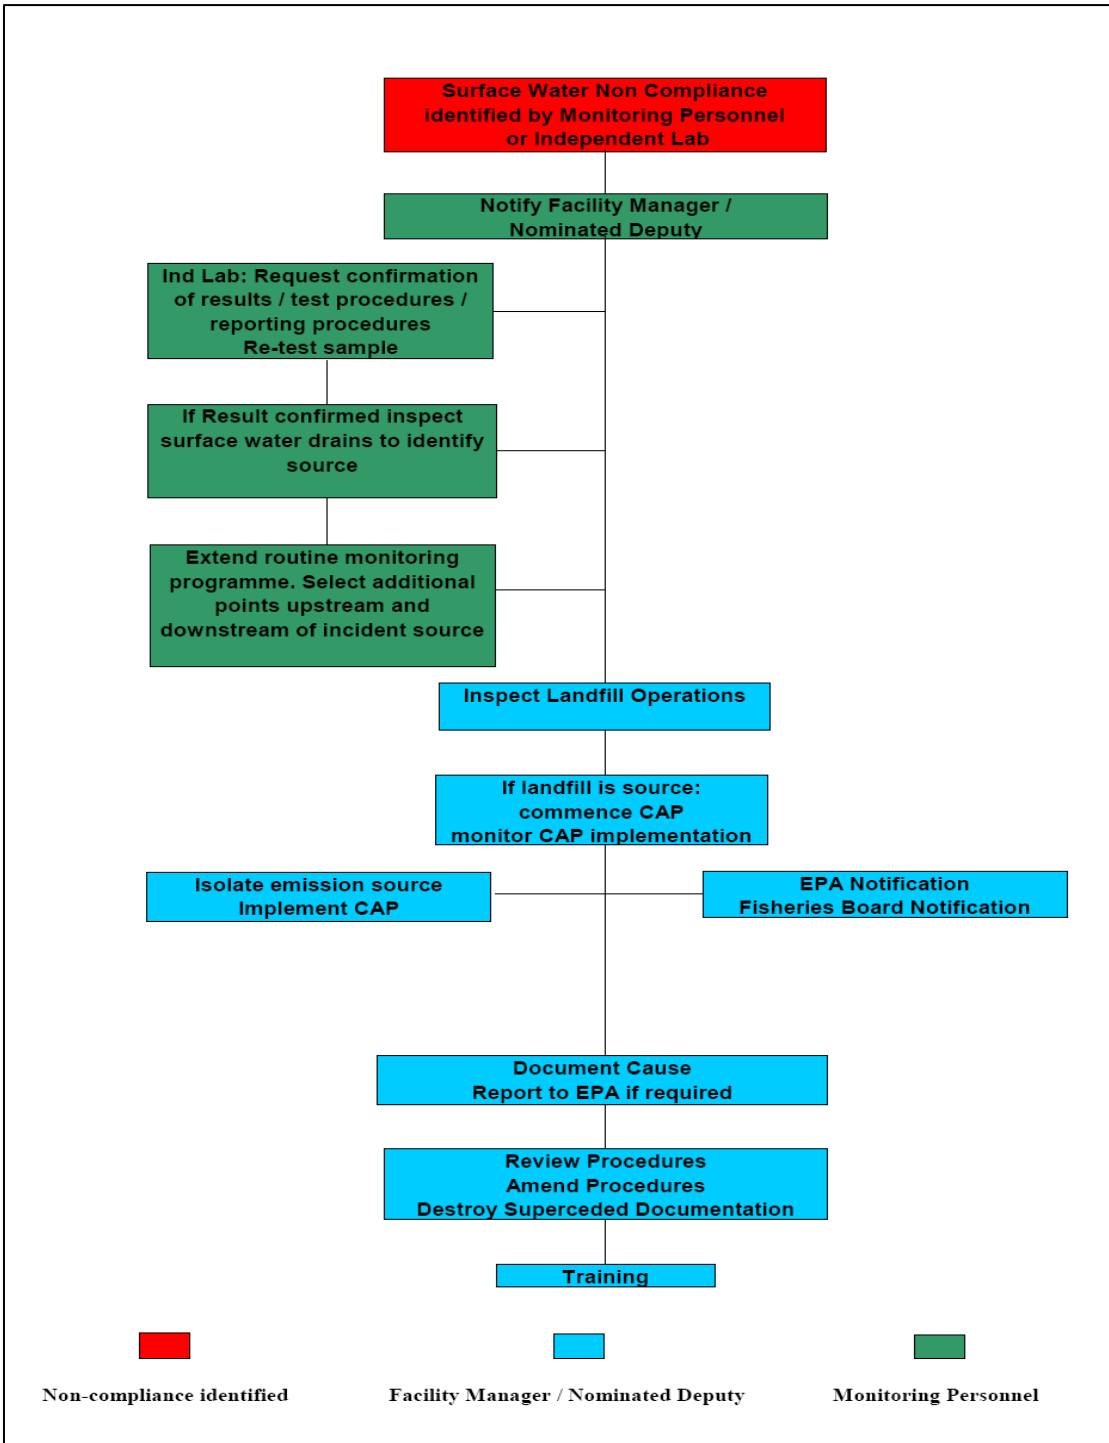 Surface Water Non Compliance
identified by Monitoring Personnel
or Independent Lab
Notify Facility Manager /
Nominated Deputy
Ind Lab: Request confirmation
of results / test procedures /
reporting procedures
Re-test sample
If Result confirmed inspect
surface water drains to identify
source
Extend routine monitoring
programme. Select additional
points upstream and
downstream of incident source
Inspect Landfill Operations
If landfill is source:
commence CAP
monitor CAP implementation
Isolate emission source
Implement CAP
EPA Notification
Fisheries Board Notification
Document Cause
Report to EPA if required
Review Procedures
Amend Procedures
Destroy Superceded Documentation
Training
Non-compliance identified
Facility Manager / Nominated Deputy
Monitoring Personnel